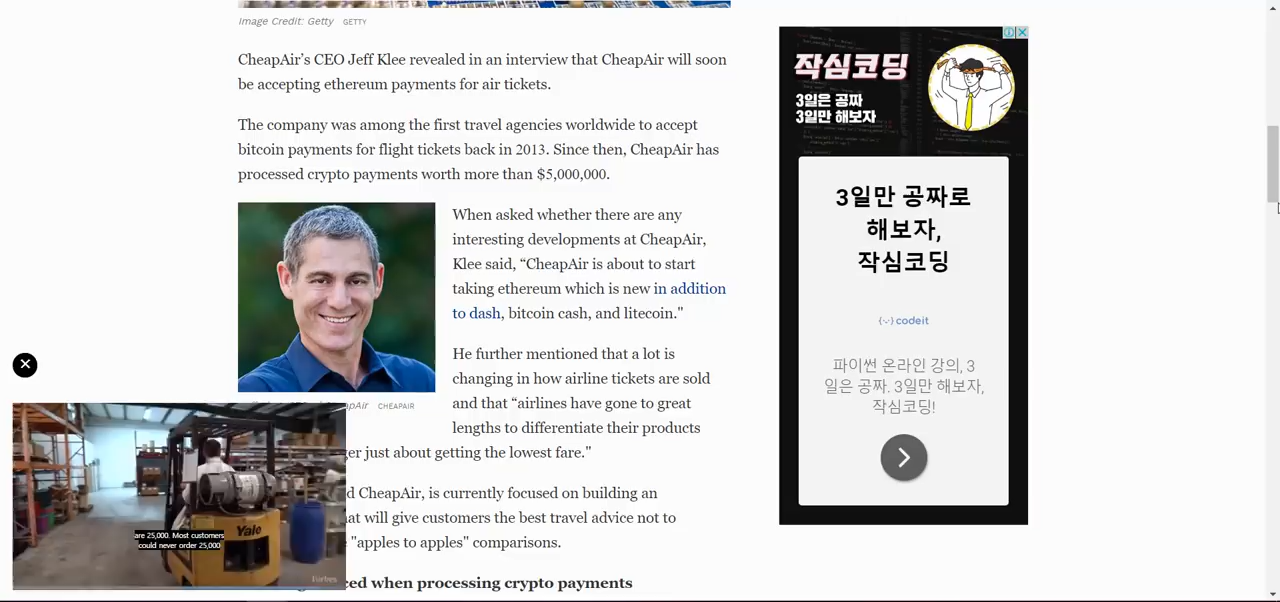 Image Credit: Getty GETTY
CheapAir's CEO Jeff Klee revealed in an interview that CheapAir will soon
be accepting ethereum payments for air tickets.
The company was among the first travel agencies worldwide to accept
bitcoin payments for flight tickets back in 2013. Since then, CheapAir has
processed crypto payments worth more than $5,000,000.
When asked whether there are any
interesting developments at CheapAir,
Klee said, “CheapAir is about to start
taking ethereum which is new in addition
to dash, bitcoin cash, and litecoin."
He further mentioned that a lot is
changing in how airline tickets are sold
and that “airlines have gone to great
lengths to differentiate their products
just about getting the lowest fare."
CheapAir, is currently focused on building an
will give customers the best travel advice not to
"apples to apples" comparisons.
when processing crypto payments
CHEAPAIR
are 25,000. Most customers
could never order 25,000
Yale
Forbes
작심코딩
3일은 공짜
3일만 해보자
3일만 공짜로
해보자,
작심코딩
{·-·} codeit
파이썬 온라인 강의, 3
일은 공짜. 3일만 해보자,
작심코딩!